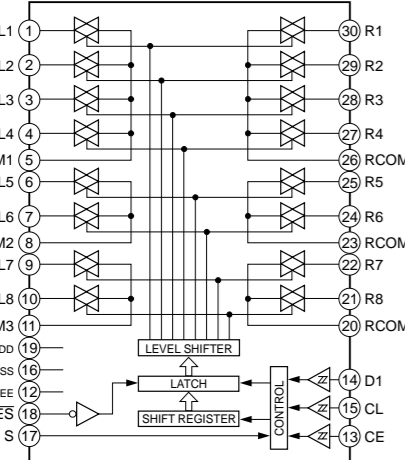 L1 1 30 R1
L2 2 29 R2
L3 3 28 R3
L4 4 27 R4
M1 5 26 RCOM
L5 6 25 R5
L6 7 24 R6
M2 8 23 RCOM
L7 9 22 R7
L8 10 21 R8
M3 11 20 RCOM
DD 19 LEVEL SHIFTER
SS 16
EE 12 LATCH CONTROL 14 D1
ES 18 SHIFT REGISTER 15 CL
S 17 13 CE